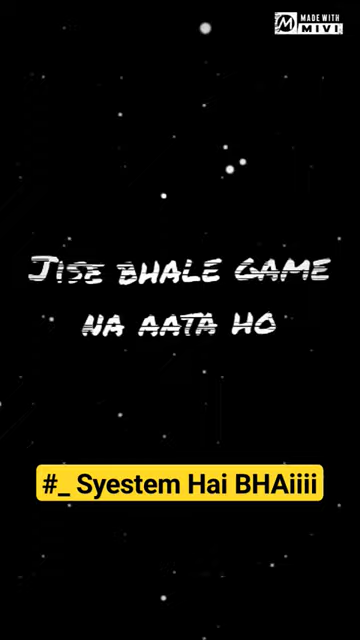 MADE WITH
MIVI
JISE BHALE GAME
NA AATA HO
#_ Syestem Hai BHAiiii